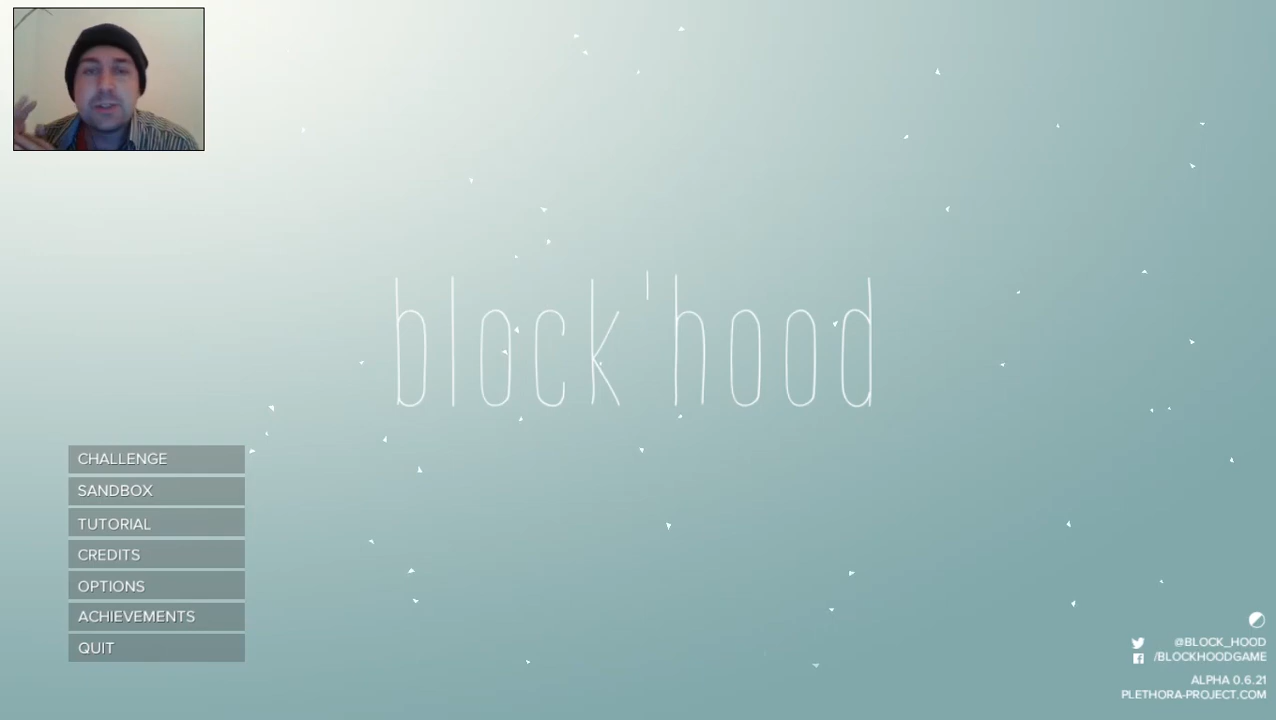 block'hood
CHALLENGE
SANDBOX
TUTORIAL
CREDITS
OPTIONS
ACHIEVEMENTS
QUIT
@BLOCK_HOOD
/BLOCKHOODGAME
ALPHA 0.6.21
PLETHORA-PROJECT.COM